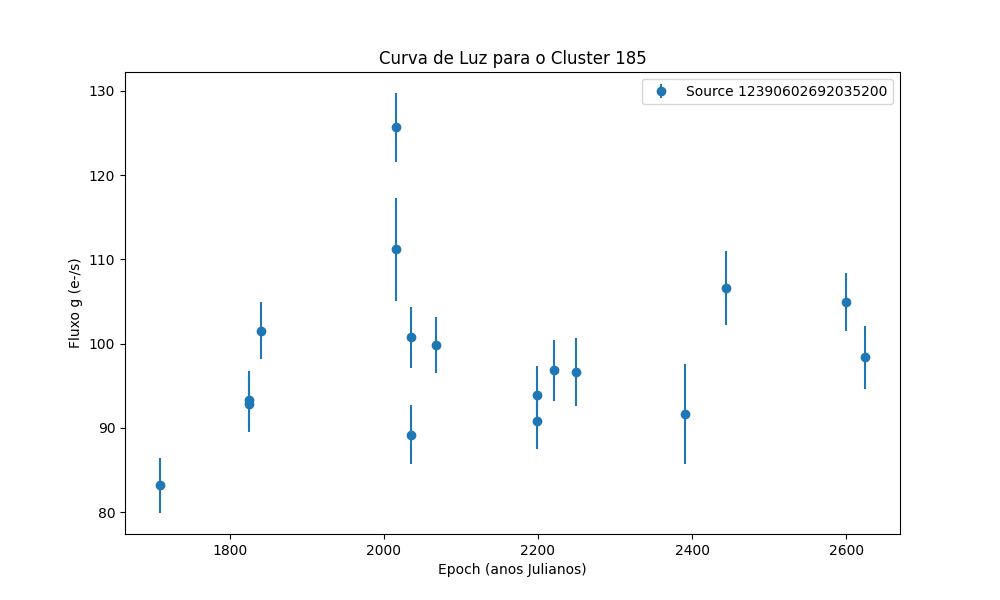 Curva de Luz para o Cluster 185
Source 12390602692035200
Fluxo g (e-/s)
130
120
110
100
90
80
1800
2000
2200
2400
2600
Epoch (anos Julianos)